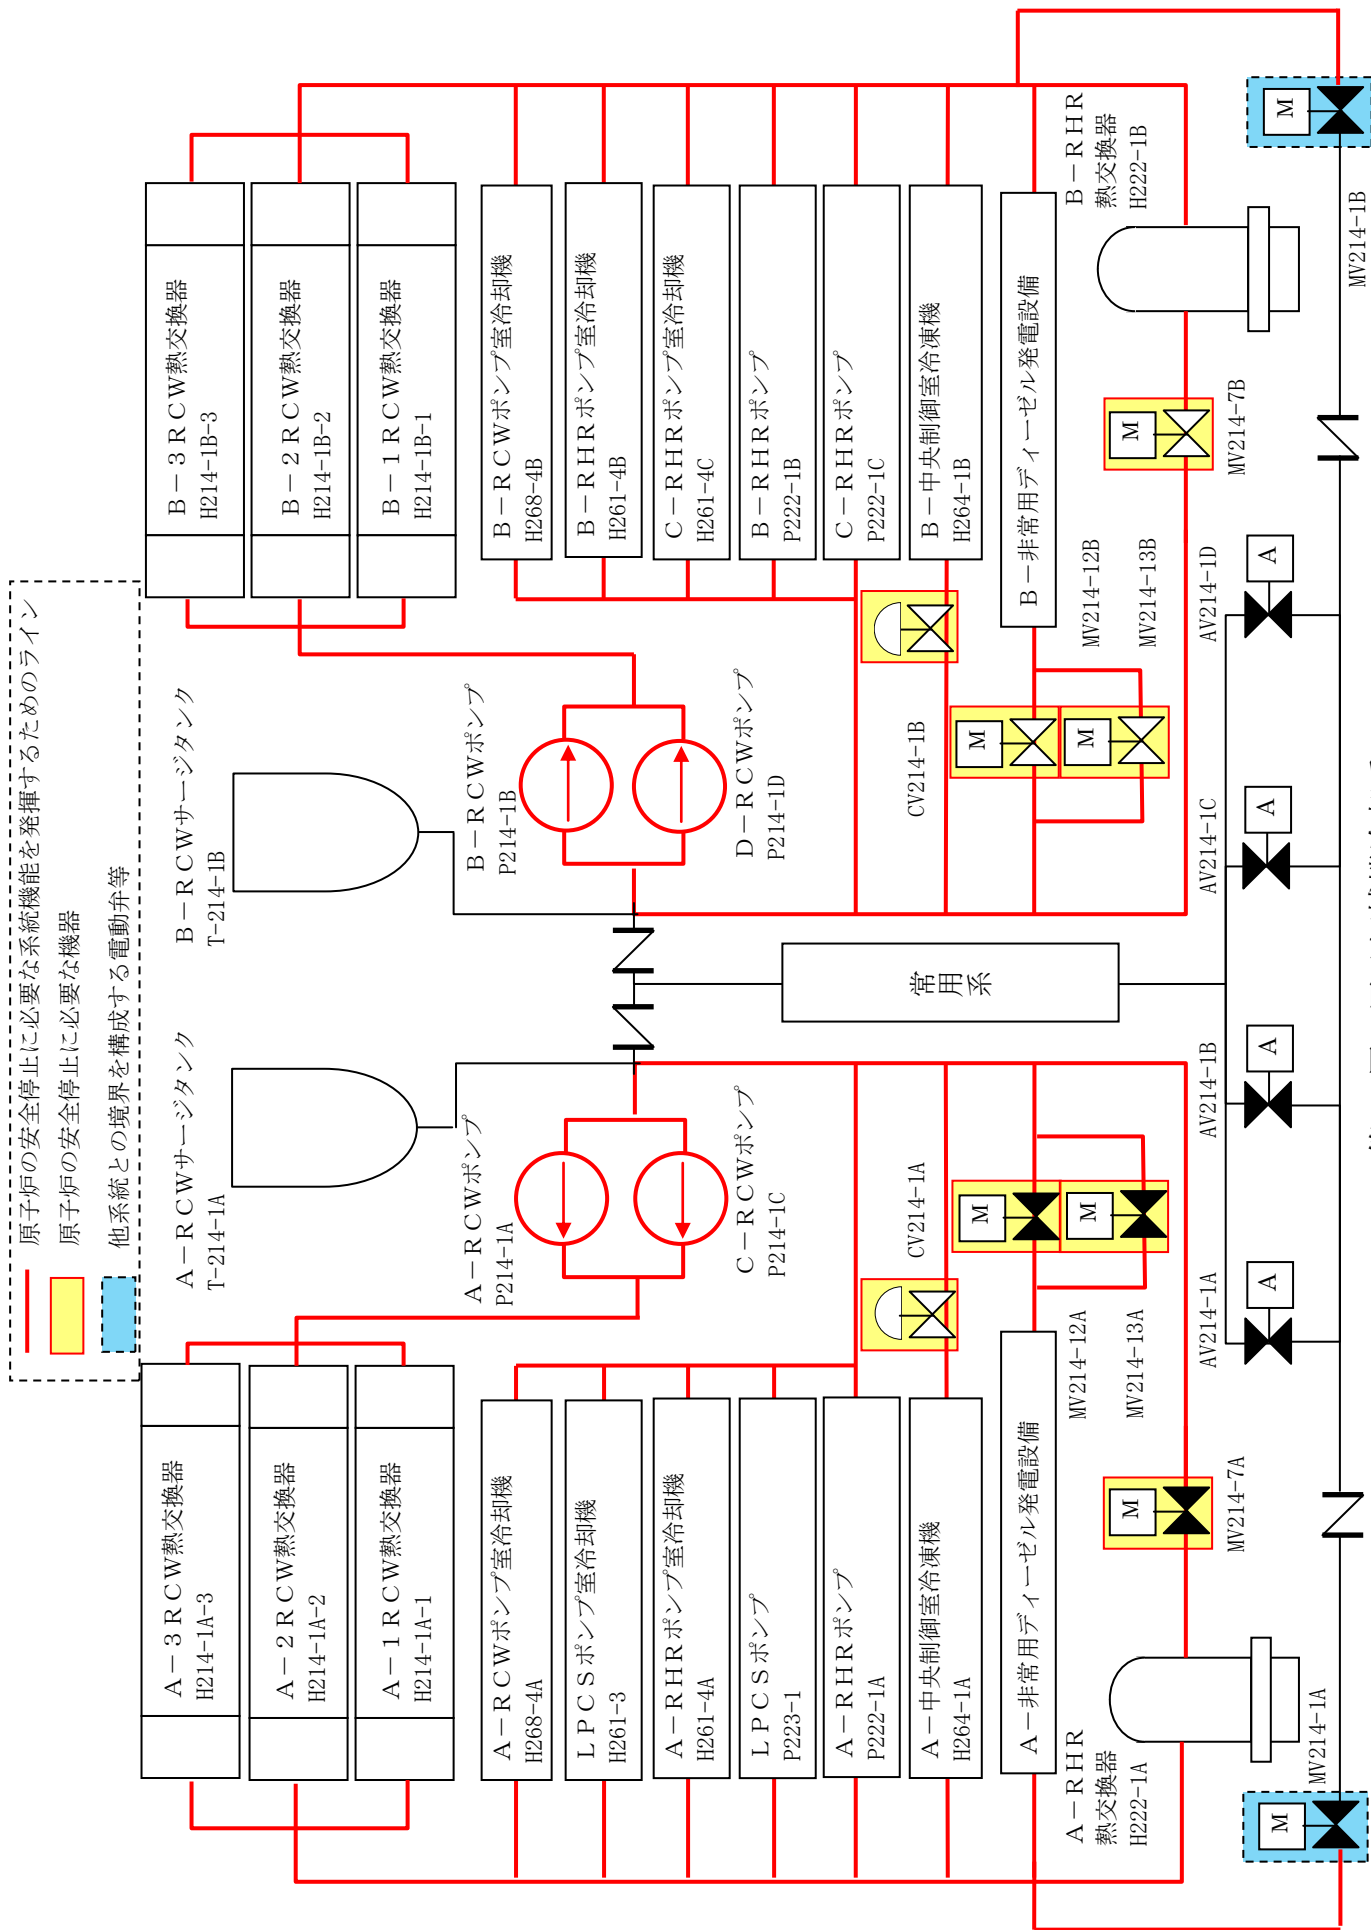 原子炉の安全停止に必要な系統機能を発揮するためのライン
原子炉の安全停止に必要な機器
他系統との境界を構成する電動弁等
A－3RCW熱交換器
H214-1A-3
A－2RCW熱交換器
H214-1A-2
A－1RCW熱交換器
H214-1A-1
A－RCWサージタンク
T-214-1A
B－RCWサージタンク
T-214-1B
B－3RCW熱交換器
H214-1B-3
B－2RCW熱交換器
H214-1B-2
B－1RCW熱交換器
H214-1B-1
A－RCWポンプ
P214-1A
C－RCWポンプ
P214-1C
B－RCWポンプ
P214-1B
D－RCWポンプ
P214-1D
A－RCWポンプ室冷却機
H268-4A
LPCSポンプ室冷却機
H261-3
A－RHRポンプ室冷却機
H261-4A
LPCSポンプ
P223-1
A－RHRポンプ
P222-1A
A－中央制御室冷凍機
H264-1A
A－非常用ディーゼル発電設備
B－RCWポンプ室冷却機
H268-4B
B－RHRポンプ室冷却機
H261-4B
C－RHRポンプ室冷却機
H261-4C
B－RHRポンプ
P222-1B
C－RHRポンプ
P222-1C
B－中央制御室冷凍機
H264-1B
B－非常用ディーゼル発電設備
常用系
CV214-1A
CV214-1B
M
M
M
M
MV214-12A
MV214-13A
MV214-12B
MV214-13B
A－RHR
熱交換器
H222-1A
B－RHR
熱交換器
H222-1B
M
MV214-7A
M
MV214-7B
AV214-1A
A
AV214-1B
A
AV214-1C
A
AV214-1D
A
M
MV214-1A
M
MV214-1B